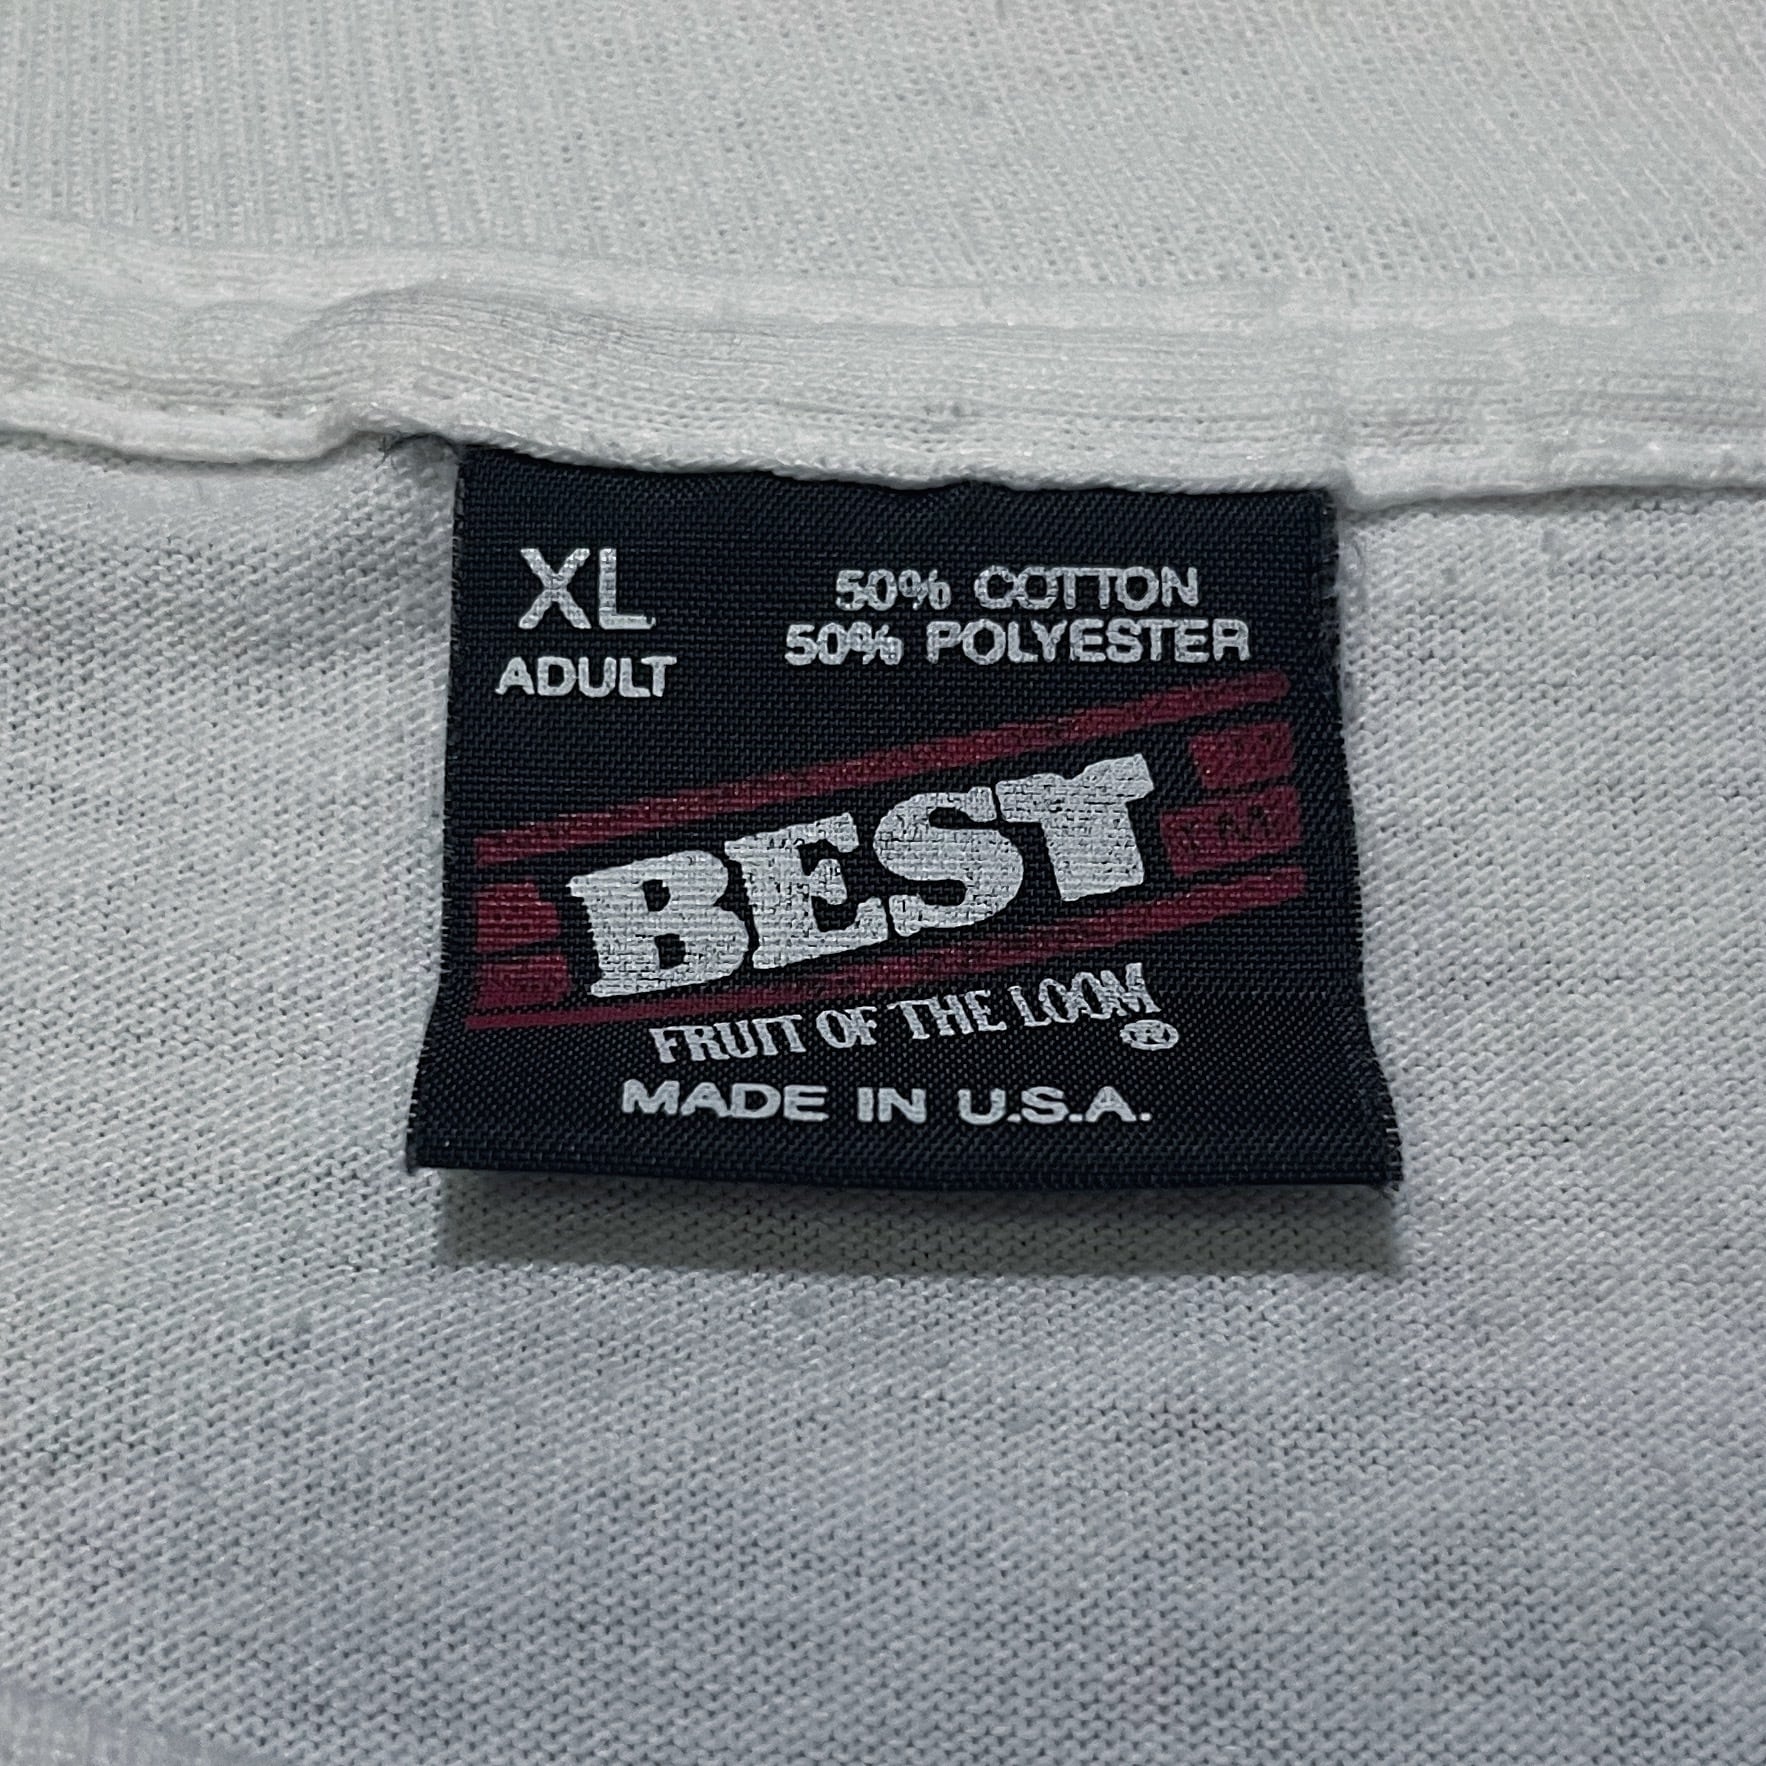 XL
ADULT
50% COTTON
50% POLYESTER
BEST
FRUIT OF THE LOOM®
MADE IN U.S.A.